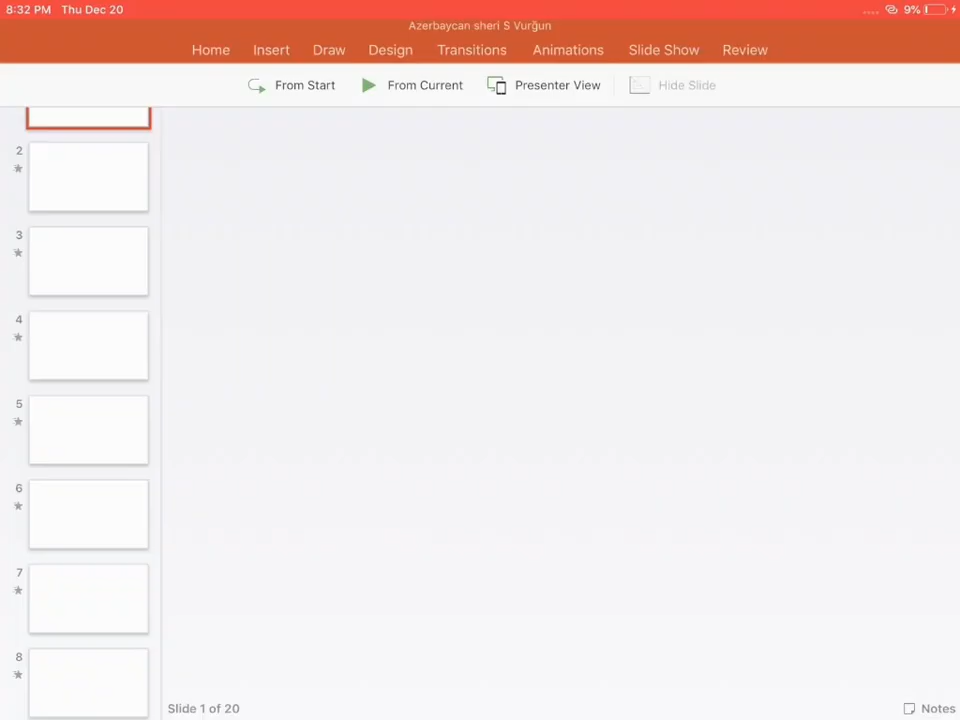 8:32 PM Thu Dec 20 9%
Azerbaycan sheri S Vurğun
Home Insert Draw Design Transitions Animations Slide Show Review
From Start From Current Presenter View Hide Slide
2
3
4
5
6
7
8
Slide 1 of 20 Notes